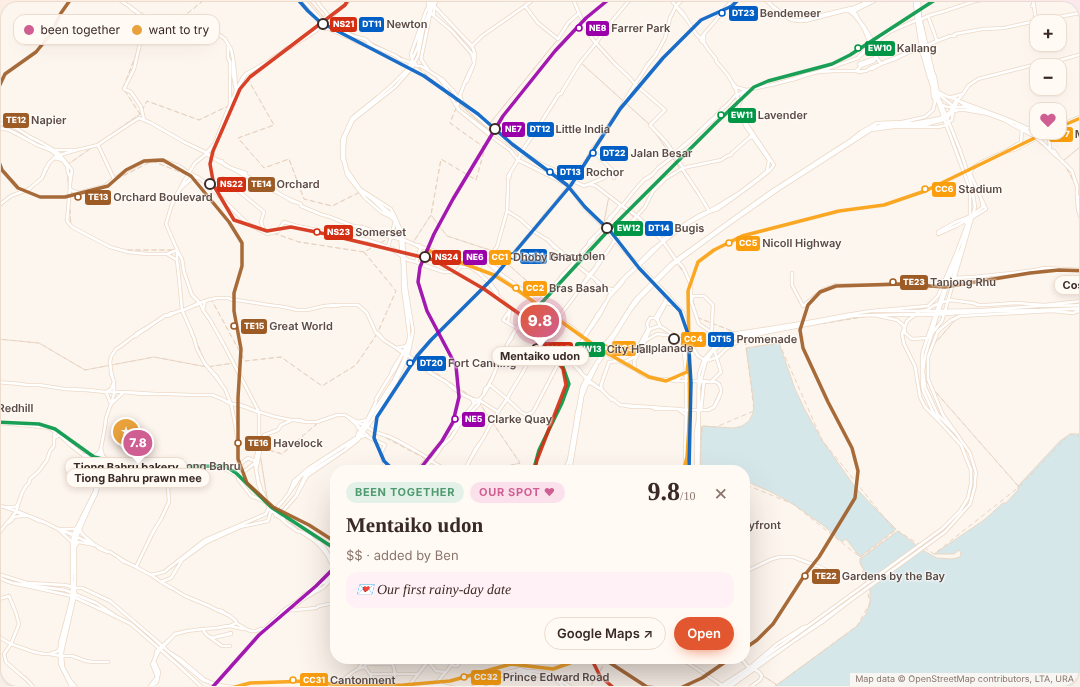 been together want to try
NS21 DT11 Newton
NE8 Farrer Park
DT23 Bendemeer
+
EW10 Kallang
−
TE12 Napier
EW11 Lavender
NE7 DT12 Little India
DT22 Jalan Besar
DT13 Rochor
NS22 TE14 Orchard
CC6 Stadium
TE13 Orchard Boulevard
NS23 Somerset
EW12 DT14 Bugis
CC5 Nicoll Highway
NS24 NE6 CC1 Dhoby Ghaut
CC2 Bras Basah
TE23 Tanjong Rhu
9.8
TE15 Great World
CC4 DT15 Promenade
City Hall
Mentaiko udon
DT20 Fort Canning
Redhill
NE5 Clarke Quay
7.8
TE16 Havelock
Tiong Bahru bakery
Tiong Bahru prawn mee
BEEN TOGETHER OUR SPOT ♥ 9.8/10 ✕
Mentaiko udon
$$ · added by Ben
💌 Our first rainy-day date
TE22 Gardens by the Bay
Google Maps ↗ Open
CC31 Cantonment
CC32 Prince Edward Road
Map data © OpenStreetMap contributors, LTA, URA